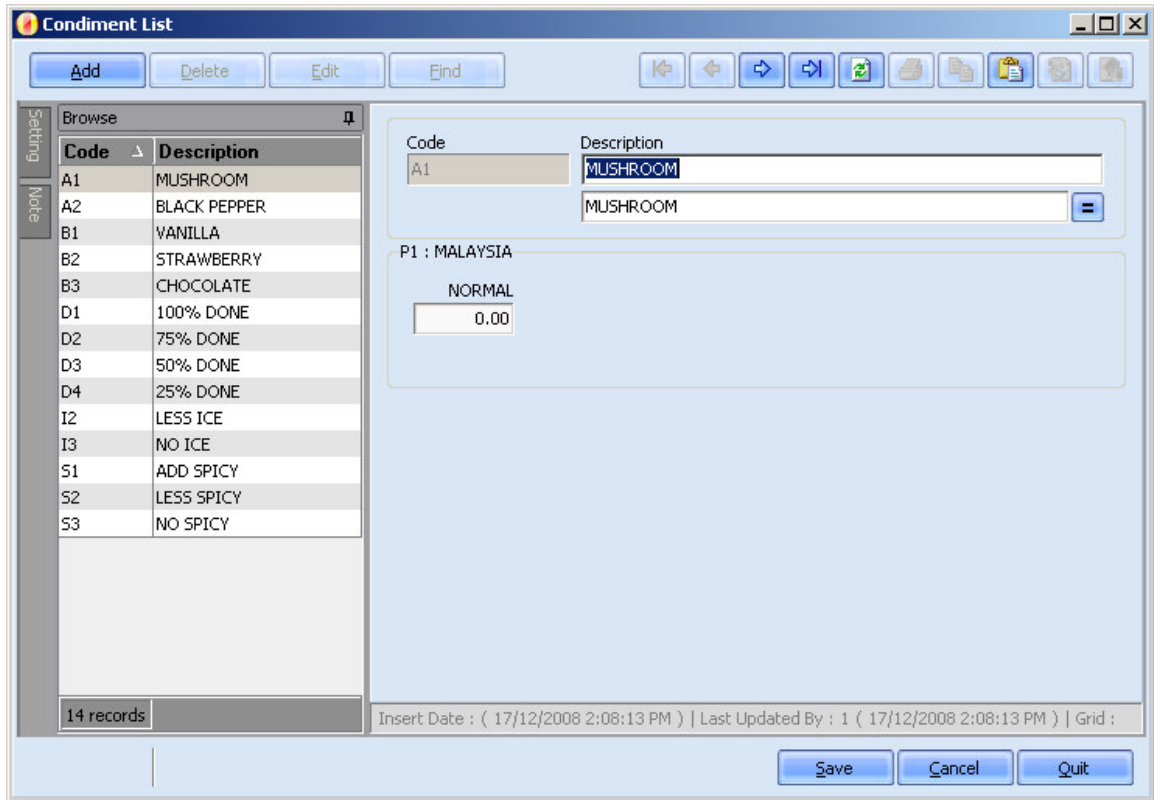 Condiment List
Add Delete Edit Find
Setting
Note
Browse
Code Description
A1 MUSHROOM
A2 BLACK PEPPER
B1 VANILLA
B2 STRAWBERRY
B3 CHOCOLATE
D1 100% DONE
D2 75% DONE
D3 50% DONE
D4 25% DONE
I2 LESS ICE
I3 NO ICE
S1 ADD SPICY
S2 LESS SPICY
S3 NO SPICY
14 records
Code Description
A1 MUSHROOM
MUSHROOM =
P1 : MALAYSIA
NORMAL
0.00
Insert Date : ( 17/12/2008 2:08:13 PM ) | Last Updated By : 1 ( 17/12/2008 2:08:13 PM ) | Grid :
Save Cancel Quit